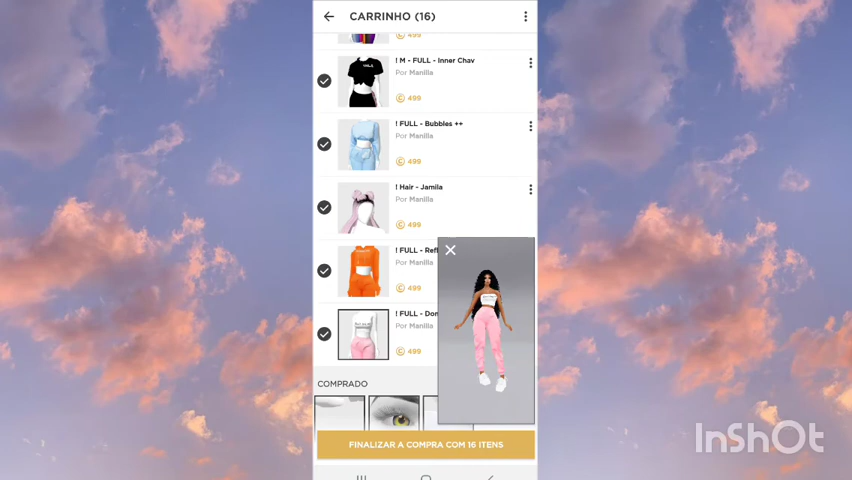 CARRINHO (16)
499
! M - FULL - Inner Chav
Por Manilla
499
! FULL - Bubbles ++
Por Manilla
499
! Hair - Jamila
Por Manilla
499
! FULL - Refl
Por Manilla
499
! FULL - Don
Por Manilla
499
COMPRADO
FINALIZAR A COMPRA COM 16 ITENS
InShOt